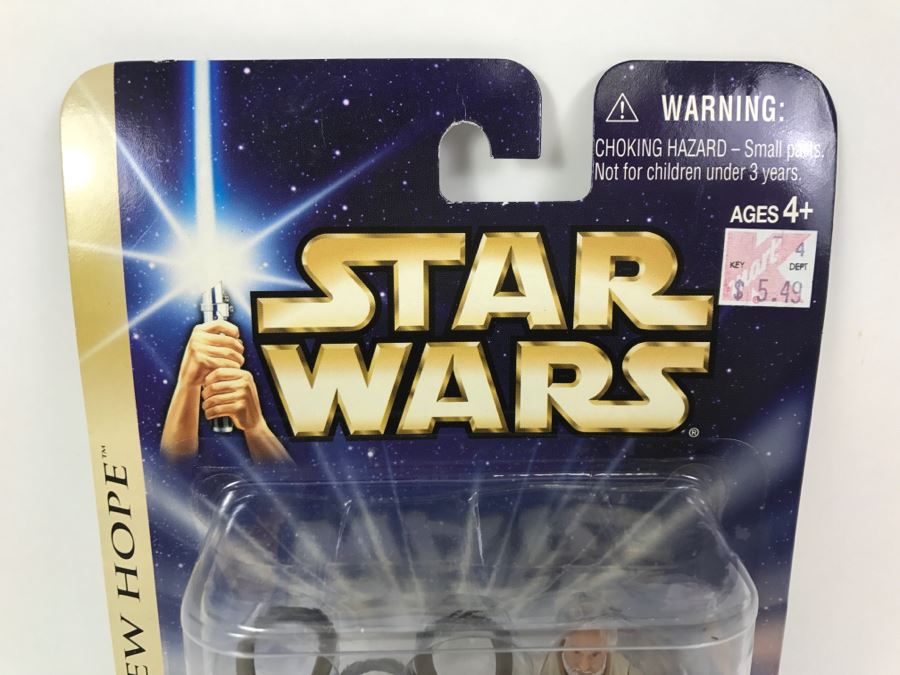 WARNING:
CHOKING HAZARD – Small parts.
Not for children under 3 years.
AGES 4+
STAR
WARS
®
4
KEY
DEPT
$ 5.49
EW HOPE™